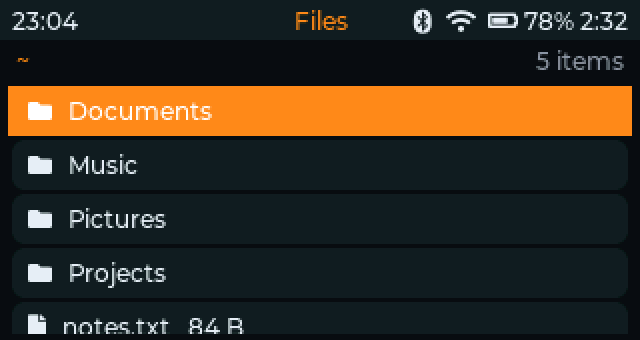 23:04 Files 78% 2:32
~ 5 items
Documents
Music
Pictures
Projects
notes.txt 84 B